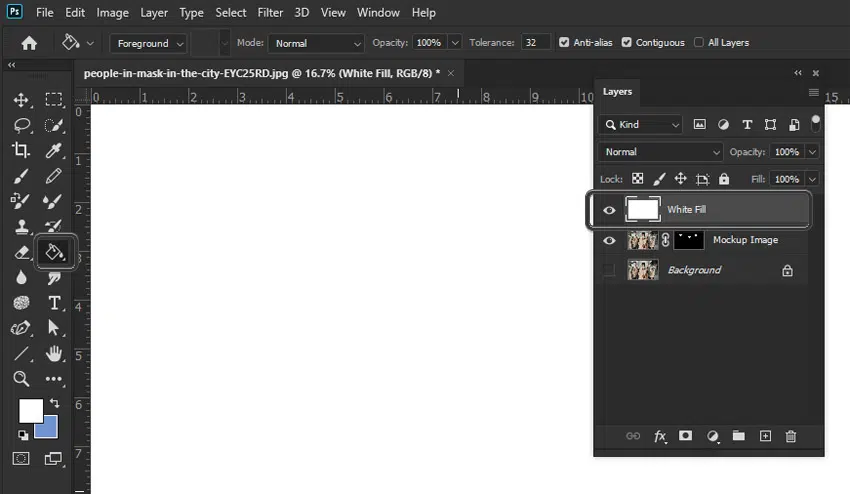 Ps File Edit Image Layer Type Select Filter 3D View Window Help
Foreground Mode: Normal Opacity: 100% Tolerance: 32 Anti-alias Contiguous All Layers
people-in-mask-in-the-city-EYC25RD.jpg @ 16.7% (White Fill, RGB/8) * ×
0 1 2 3 4 5 6 7 8 9 10 15
0
1
2
3
4
5
6
7
Layers
Kind
Normal Opacity: 100%
Lock: Fill: 100%
White Fill
Mockup Image
Background
fx